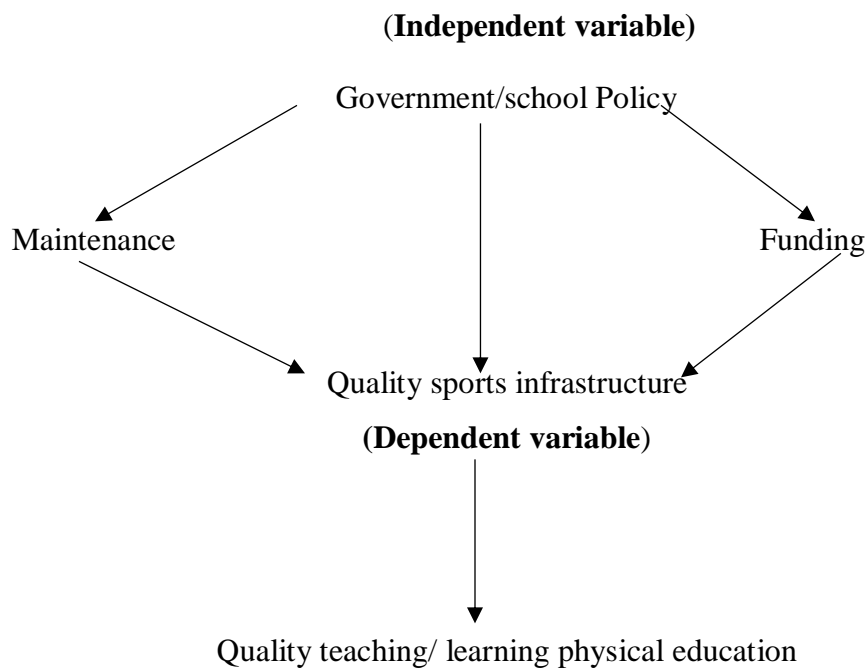 (Independent variable)
Government/school Policy
Maintenance
Funding
Quality sports infrastructure
(Dependent variable)
Quality teaching/ learning physical education